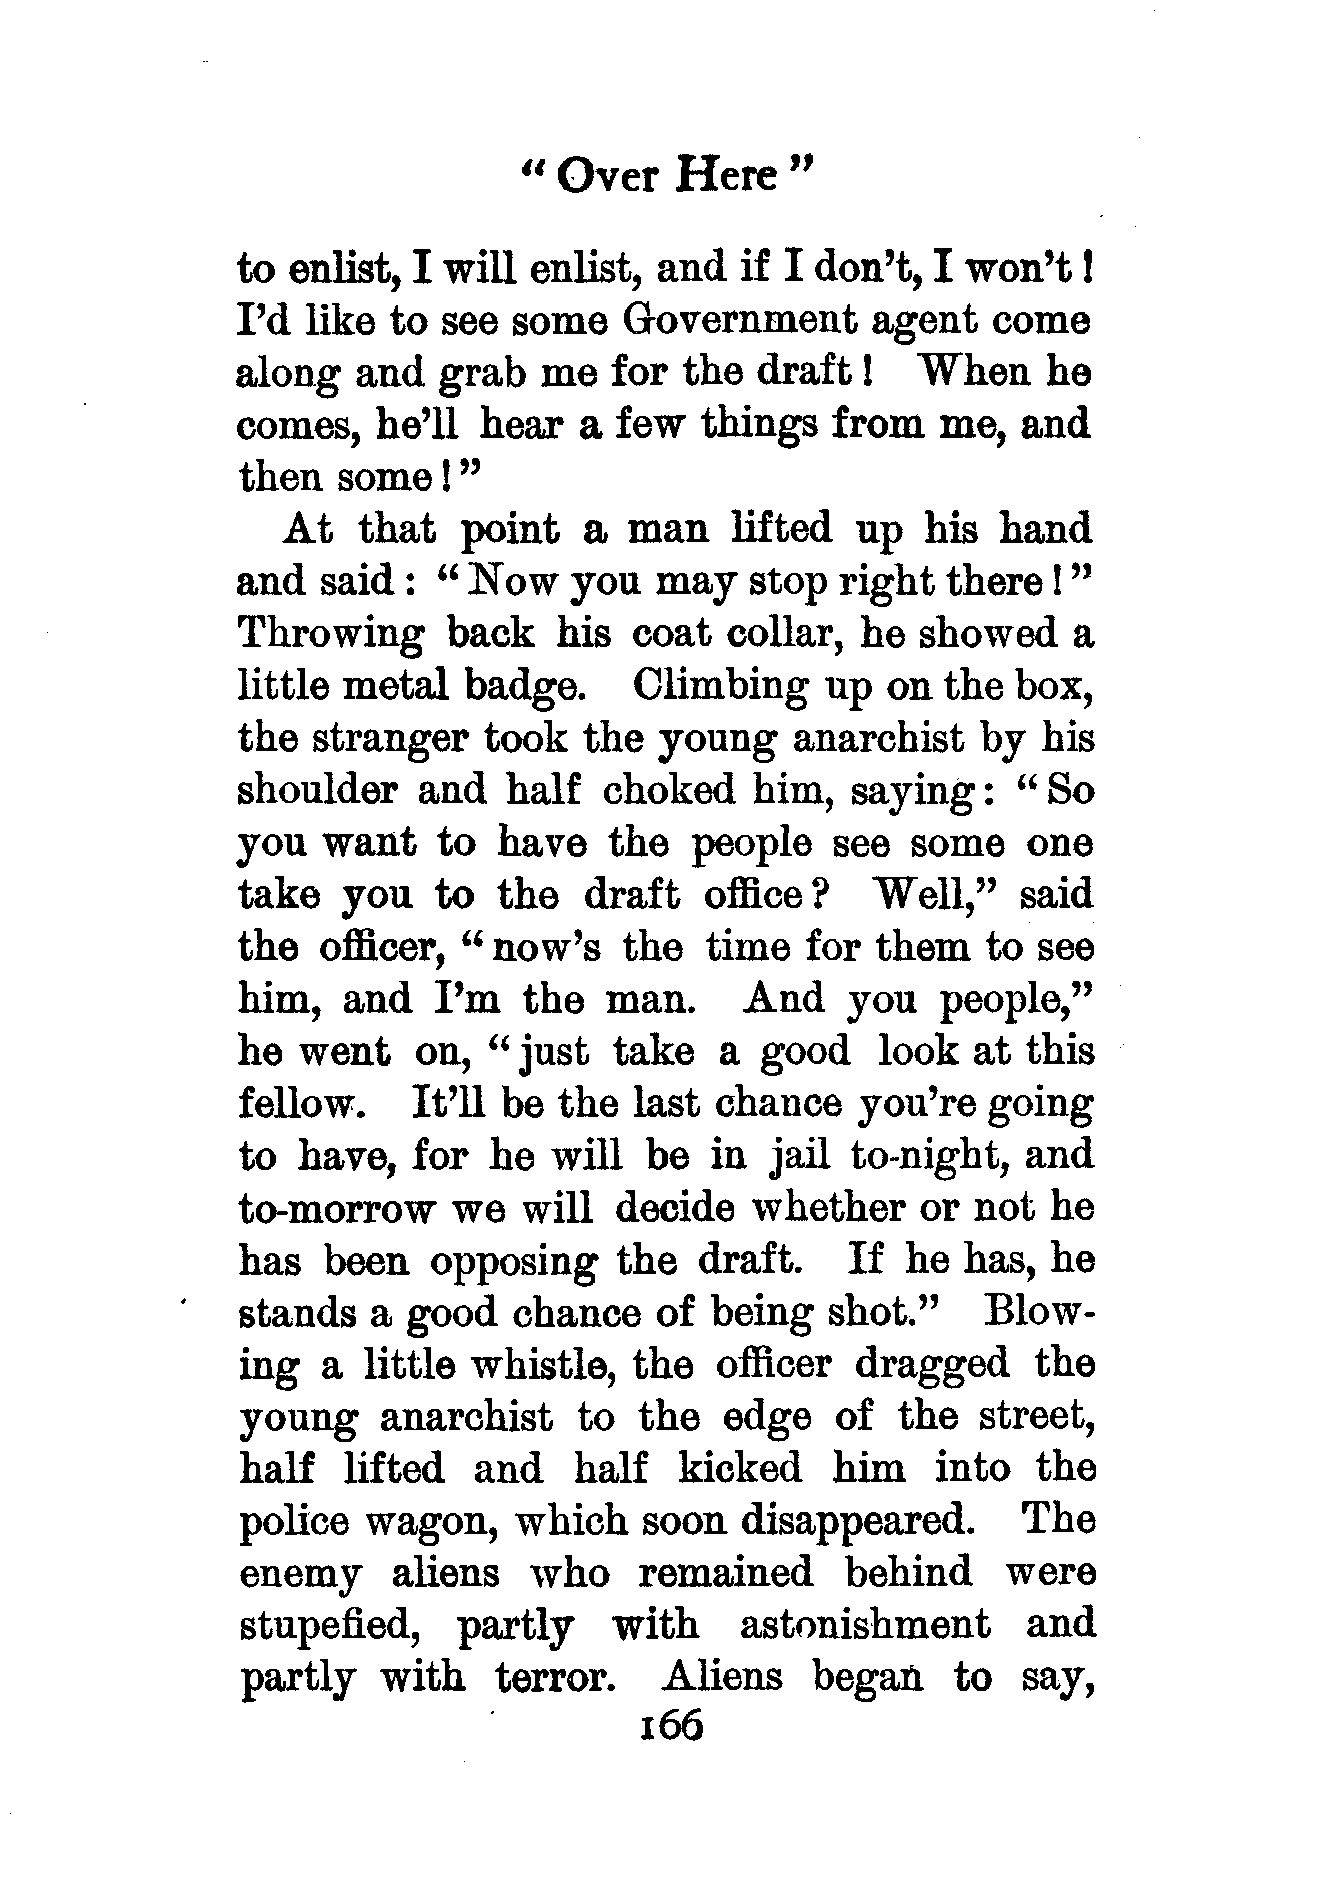 “ Over Here ”
to enlist, I will enlist, and if I don’t, I won’t !
I’d like to see some Government agent come
along and grab me for the draft ! When he
comes, he’ll hear a few things from me, and
then some ! ”
At that point a man lifted up his hand
and said : “ Now you may stop right there ! ”
Throwing back his coat collar, he showed a
little metal badge. Climbing up on the box,
the stranger took the young anarchist by his
shoulder and half choked him, saying : “ So
you want to have the people see some one
take you to the draft office ? Well,” said
the officer, “ now’s the time for them to see
him, and I’m the man. And you people,”
he went on, “ just take a good look at this
fellow. It’ll be the last chance you’re going
to have, for he will be in jail to-night, and
to-morrow we will decide whether or not he
has been opposing the draft. If he has, he
stands a good chance of being shot.” Blow-
ing a little whistle, the officer dragged the
young anarchist to the edge of the street,
half lifted and half kicked him into the
police wagon, which soon disappeared. The
enemy aliens who remained behind were
stupefied, partly with astonishment and
partly with terror. Aliens began to say,
166